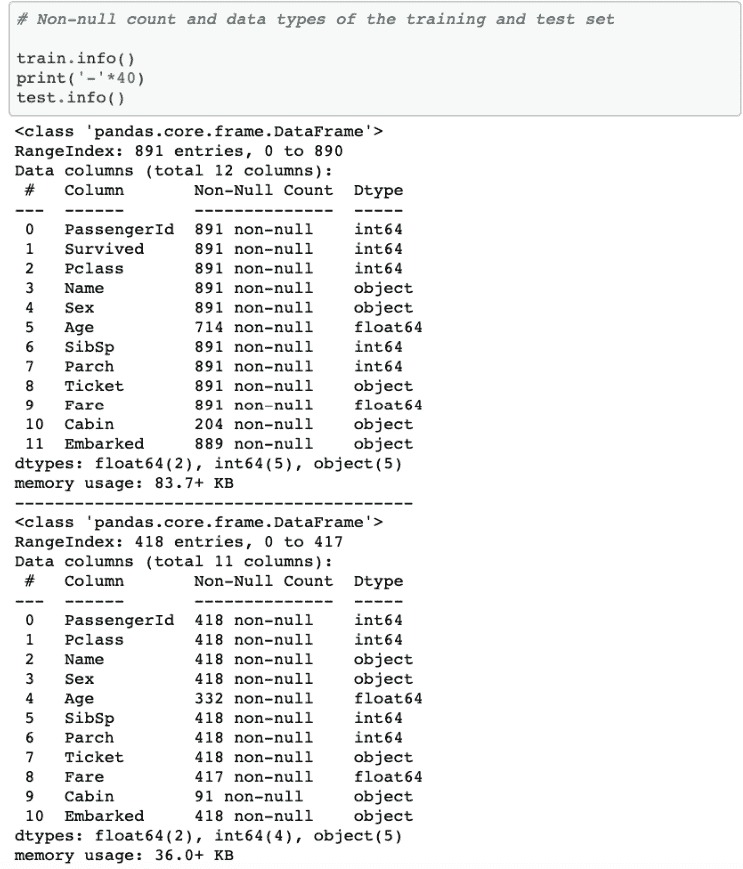 # Non-null count and data types of the training and test set
train.info()
print('-'*40)
test.info()
<class 'pandas.core.frame.DataFrame'>
RangeIndex: 891 entries, 0 to 890
Data columns (total 12 columns):
 #   Column       Non-Null Count  Dtype
---  ------       --------------  -----
 0   PassengerId  891 non-null    int64
 1   Survived     891 non-null    int64
 2   Pclass       891 non-null    int64
 3   Name         891 non-null    object
 4   Sex          891 non-null    object
 5   Age          714 non-null    float64
 6   SibSp        891 non-null    int64
 7   Parch        891 non-null    int64
 8   Ticket       891 non-null    object
 9   Fare         891 non-null    float64
 10  Cabin        204 non-null    object
 11  Embarked     889 non-null    object
dtypes: float64(2), int64(5), object(5)
memory usage: 83.7+ KB
----------------------------------------
<class 'pandas.core.frame.DataFrame'>
RangeIndex: 418 entries, 0 to 417
Data columns (total 11 columns):
 #   Column       Non-Null Count  Dtype
---  ------       --------------  -----
 0   PassengerId  418 non-null    int64
 1   Pclass       418 non-null    int64
 2   Name         418 non-null    object
 3   Sex          418 non-null    object
 4   Age          332 non-null    float64
 5   SibSp        418 non-null    int64
 6   Parch        418 non-null    int64
 7   Ticket       418 non-null    object
 8   Fare         417 non-null    float64
 9   Cabin        91 non-null     object
 10  Embarked     418 non-null    object
dtypes: float64(2), int64(4), object(5)
memory usage: 36.0+ KB